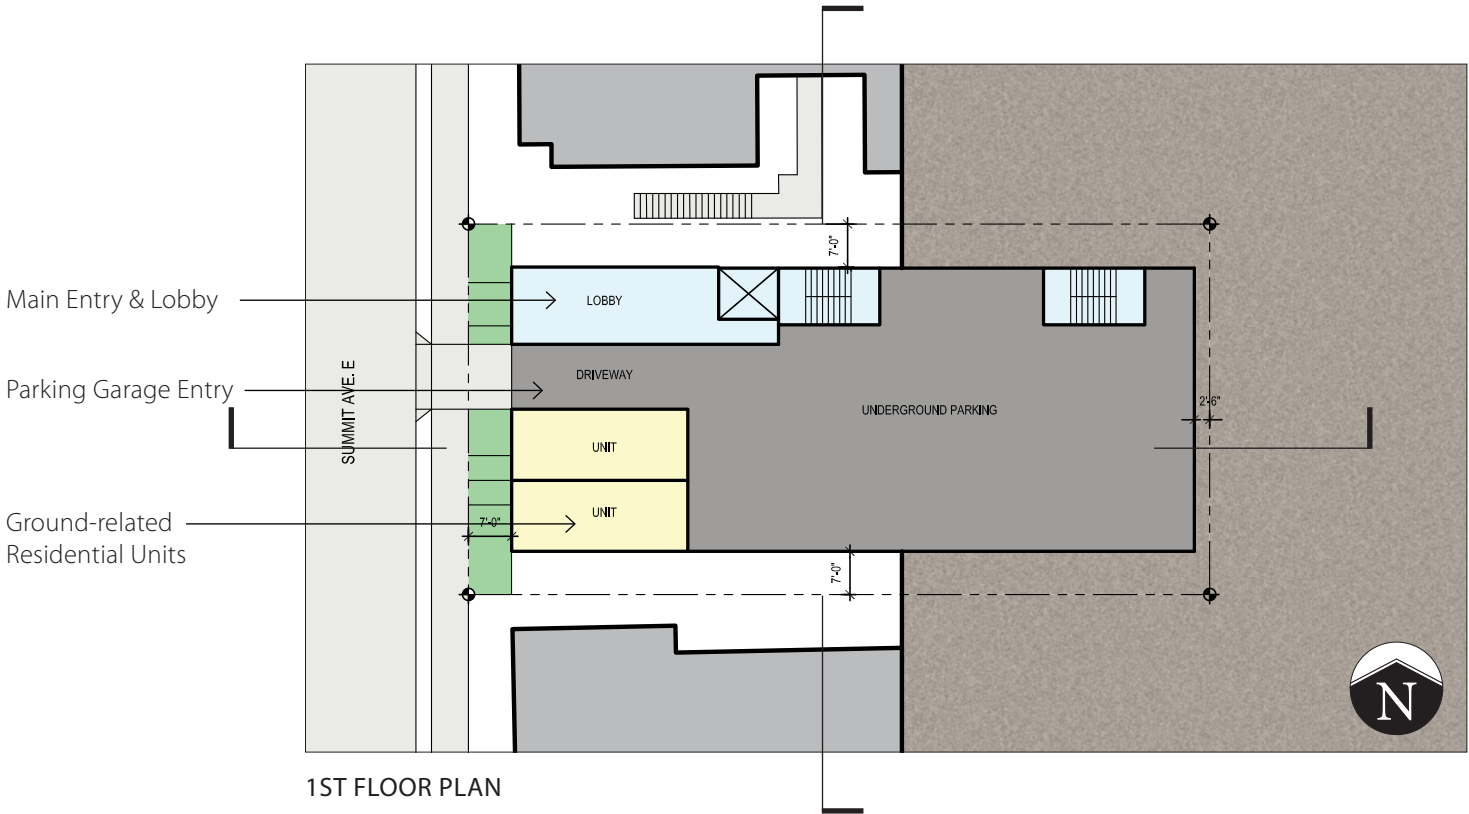 7'-0"
Main Entry & Lobby
LOBBY
Parking Garage Entry
DRIVEWAY
SUMMIT AVE. E
UNDERGROUND PARKING
2'-6"
UNIT
Ground-related
Residential Units
7'-0"
UNIT
7'-0"
N
1ST FLOOR PLAN